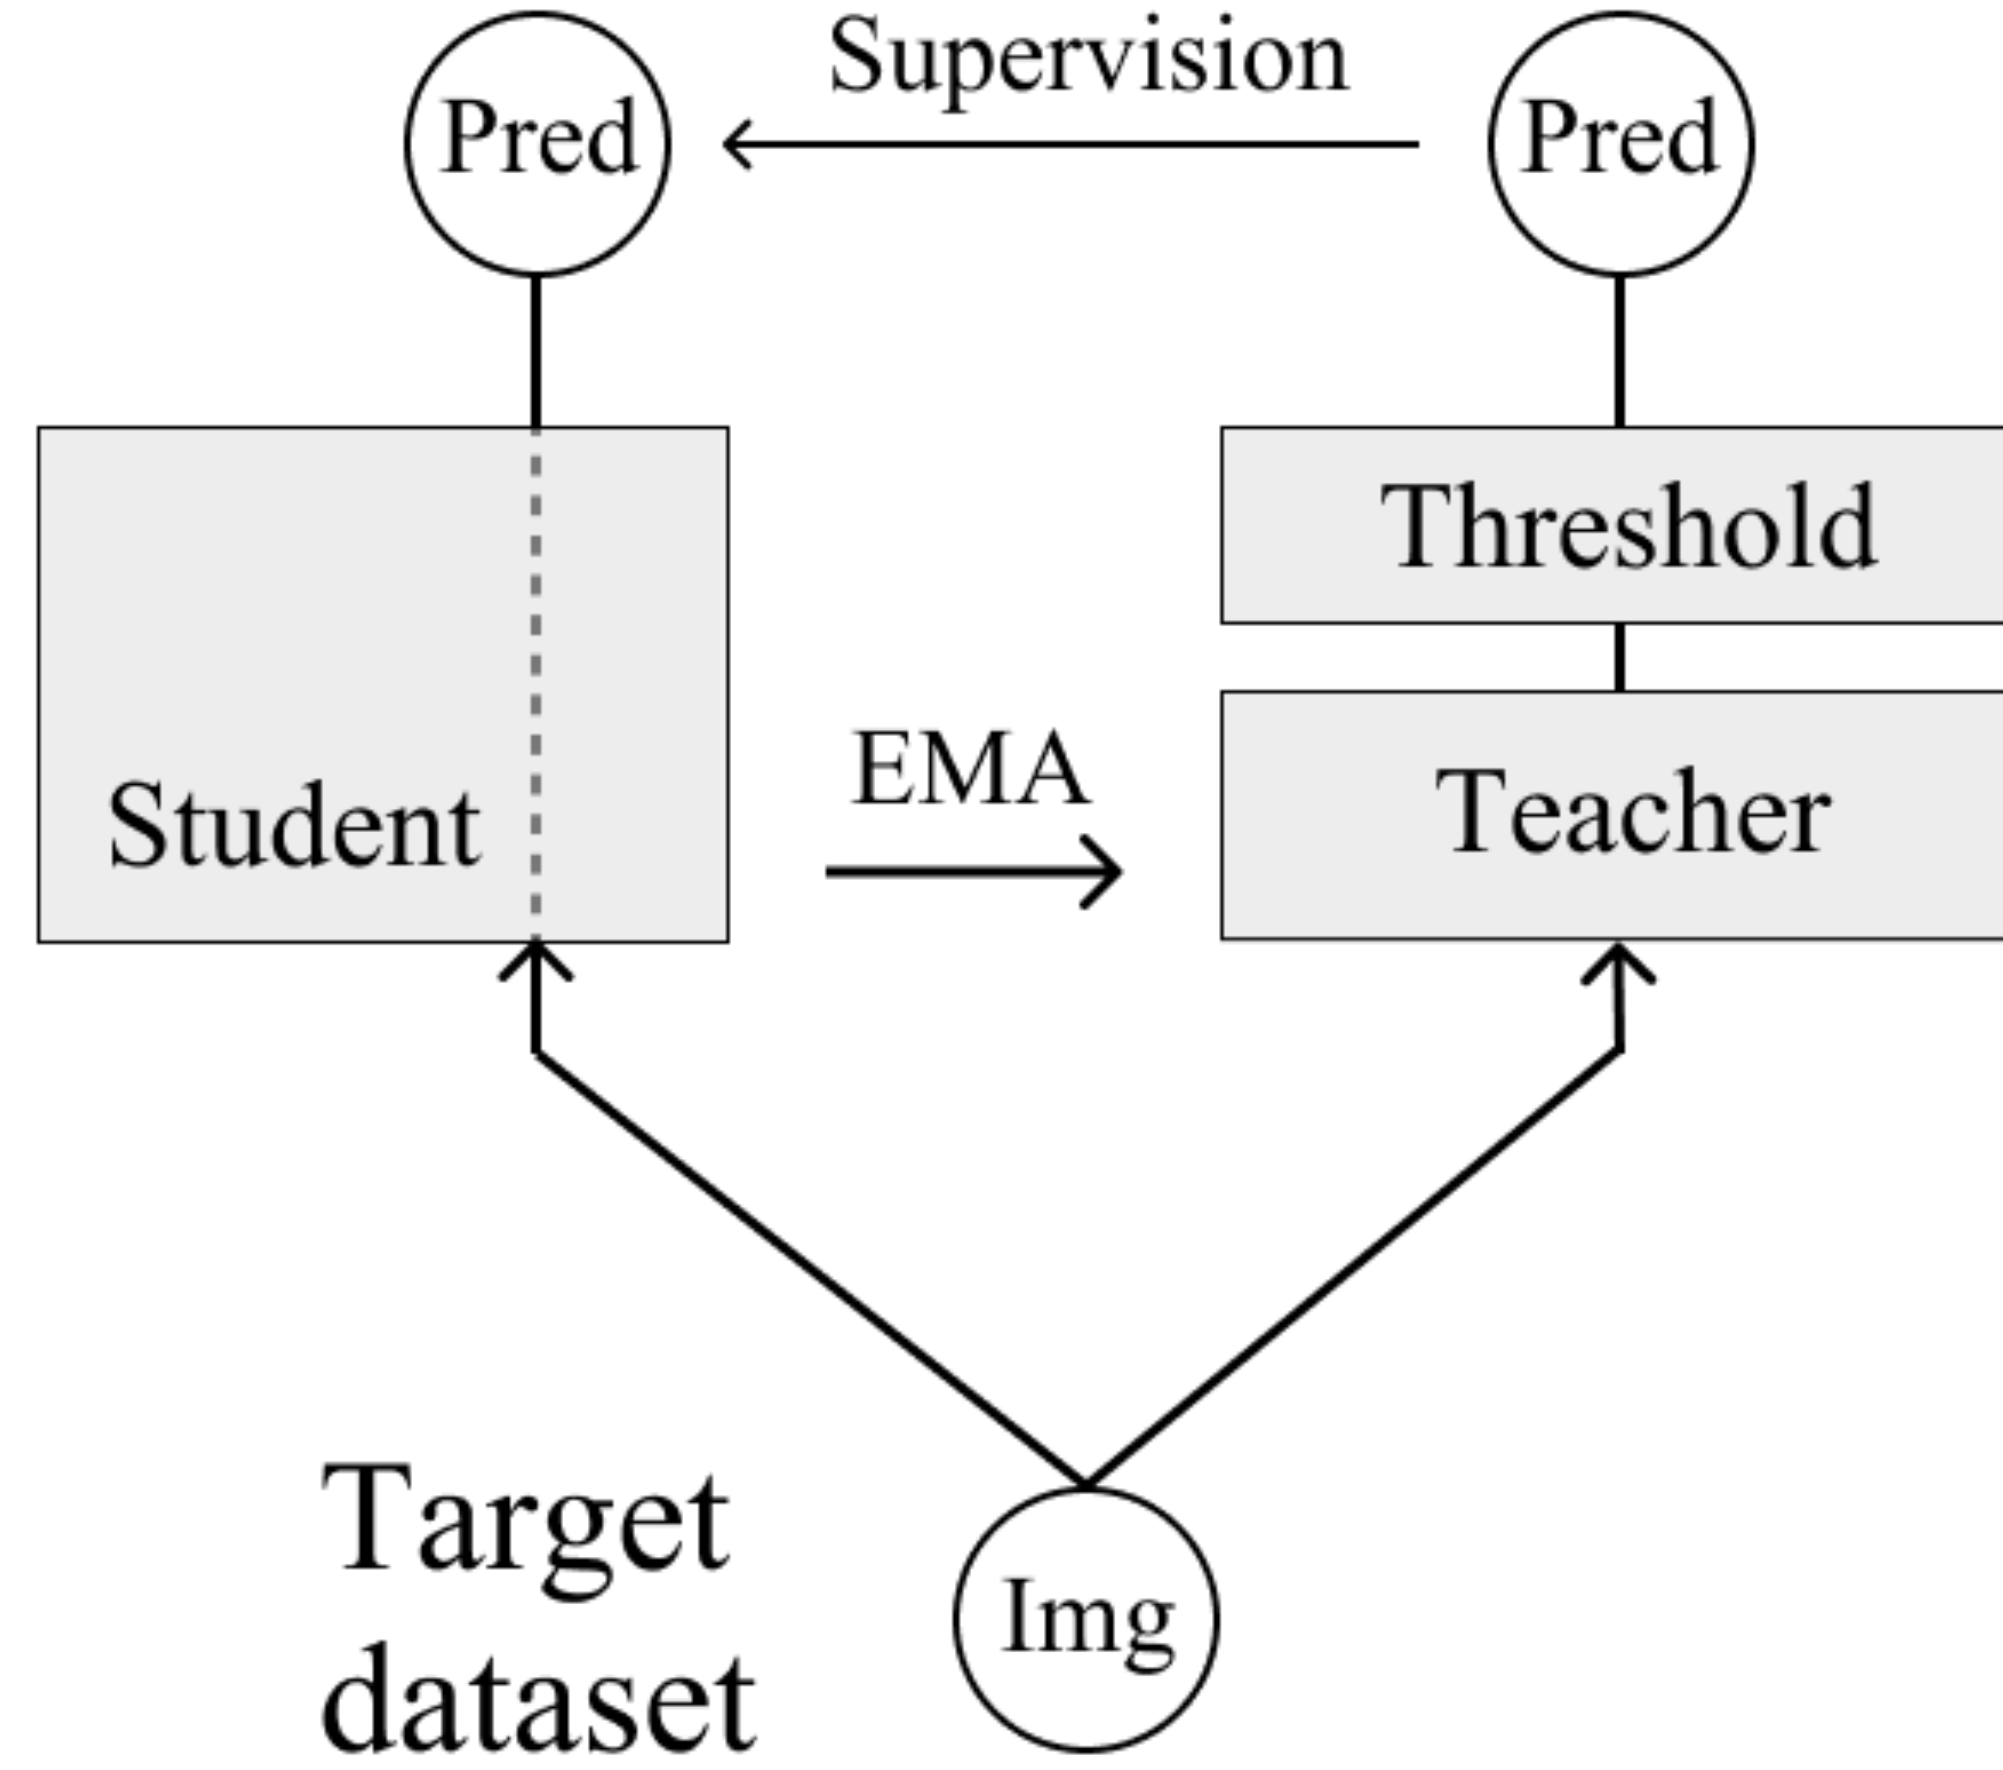 Supervision
Pred
Pred
Threshold
EMA
Student
Teacher
Target
dataset
Img